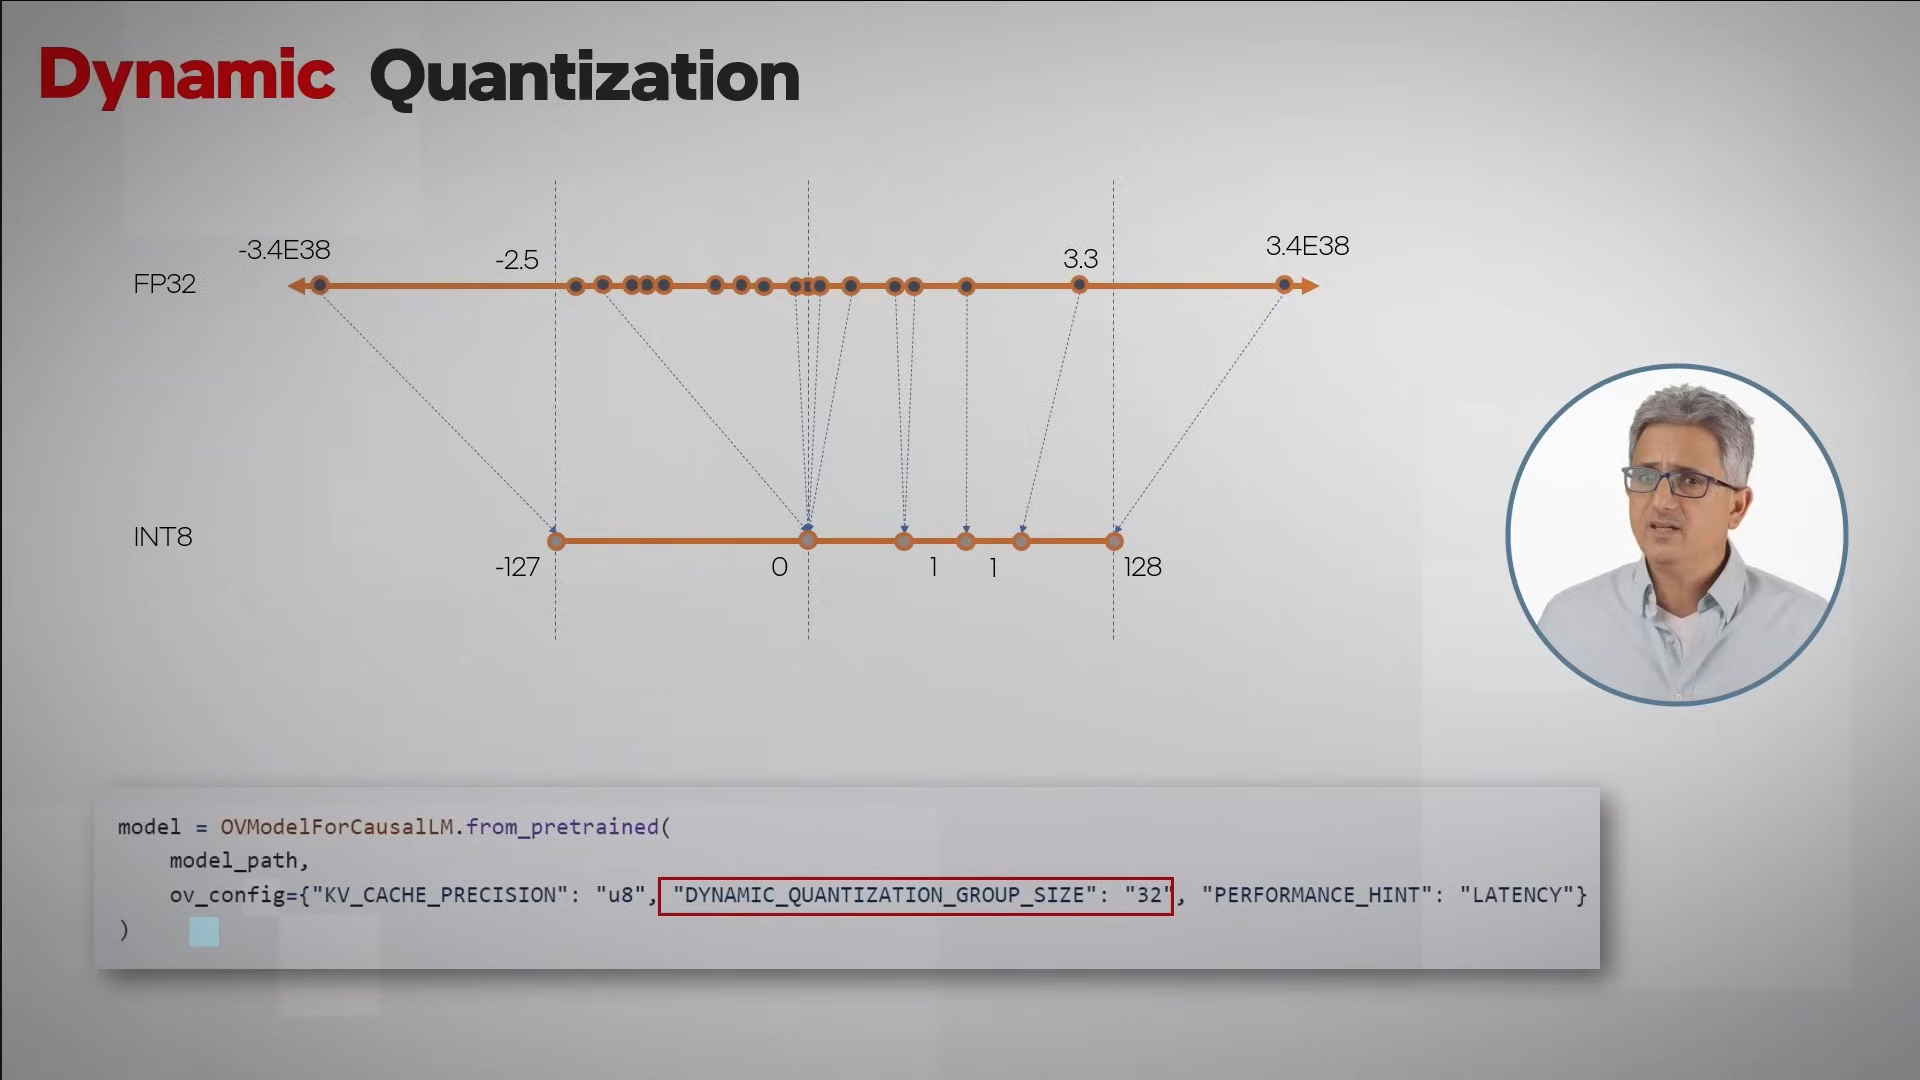 Dynamic Quantization
-3.4E38
-2.5
3.3
3.4E38
FP32
INT8
-127
0
1
1
128
model = OVModelForCausalLM.from_pretrained(
model_path,
ov_config={"KV_CACHE_PRECISION": "u8", "DYNAMIC_QUANTIZATION_GROUP_SIZE": "32", "PERFORMANCE_HINT": "LATENCY"}
)